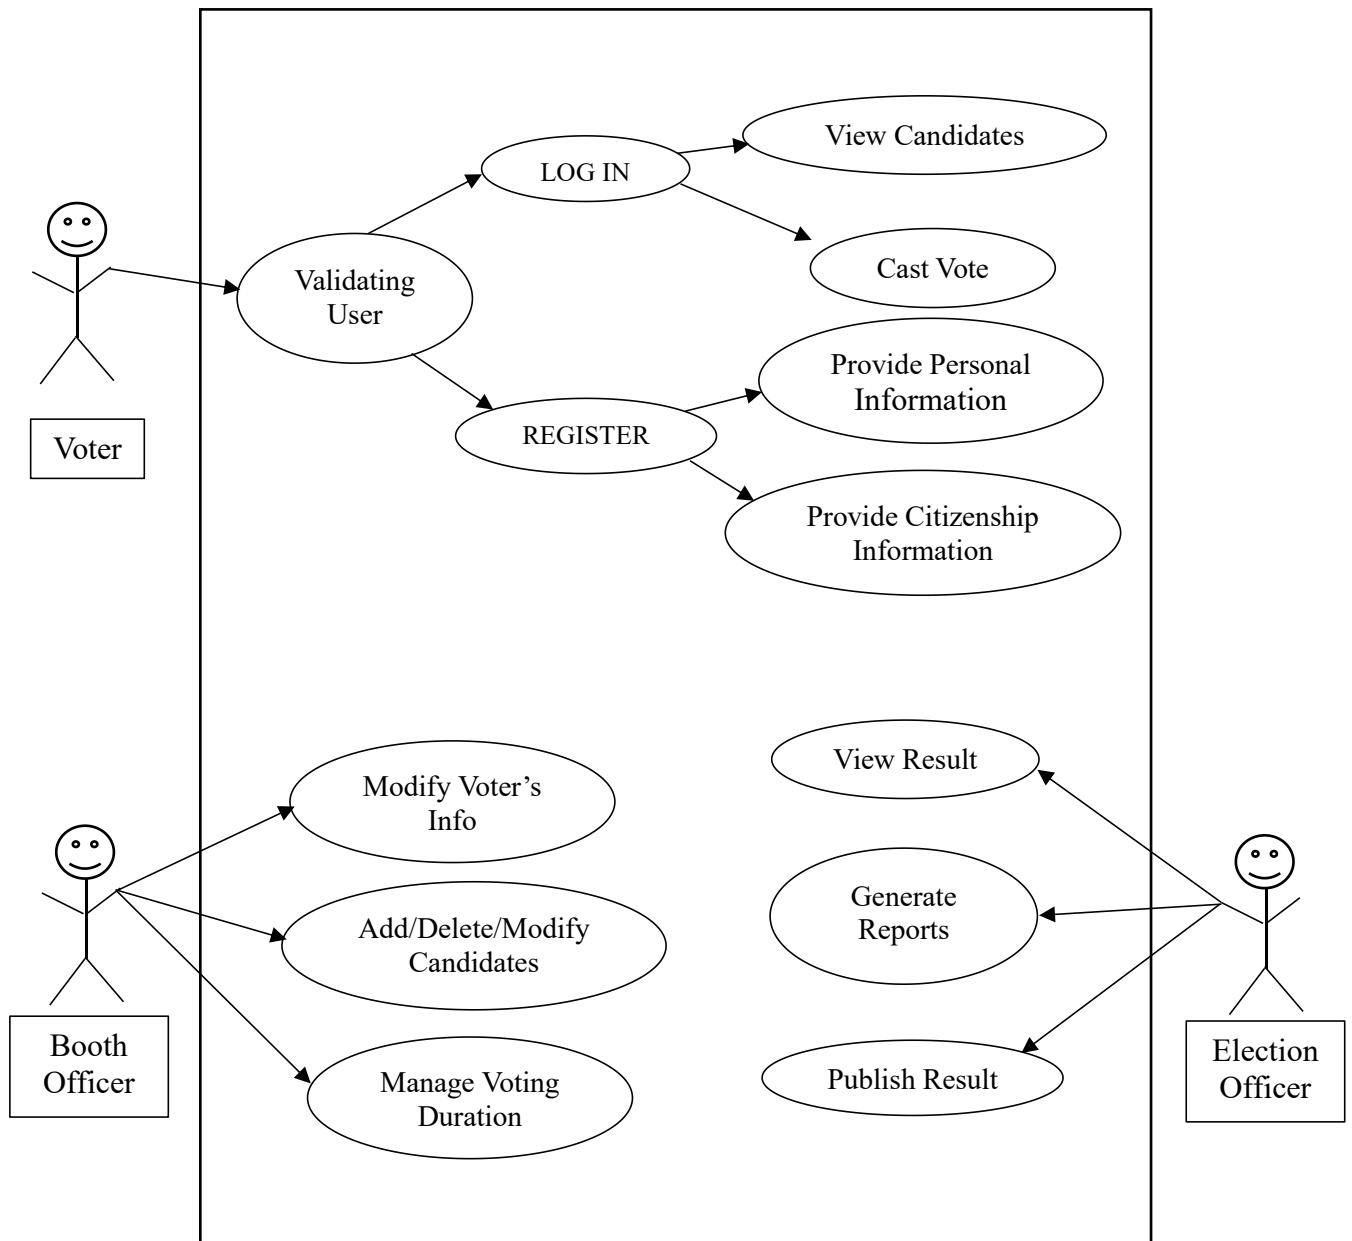 View Candidates
LOG IN
Cast Vote
Validating
User
Provide Personal
Information
REGISTER
Voter
Provide Citizenship
Information
View Result
Modify Voter’s
Info
Generate
Reports
Add/Delete/Modify
Candidates
Booth
Officer
Election
Officer
Manage Voting
Duration
Publish Result